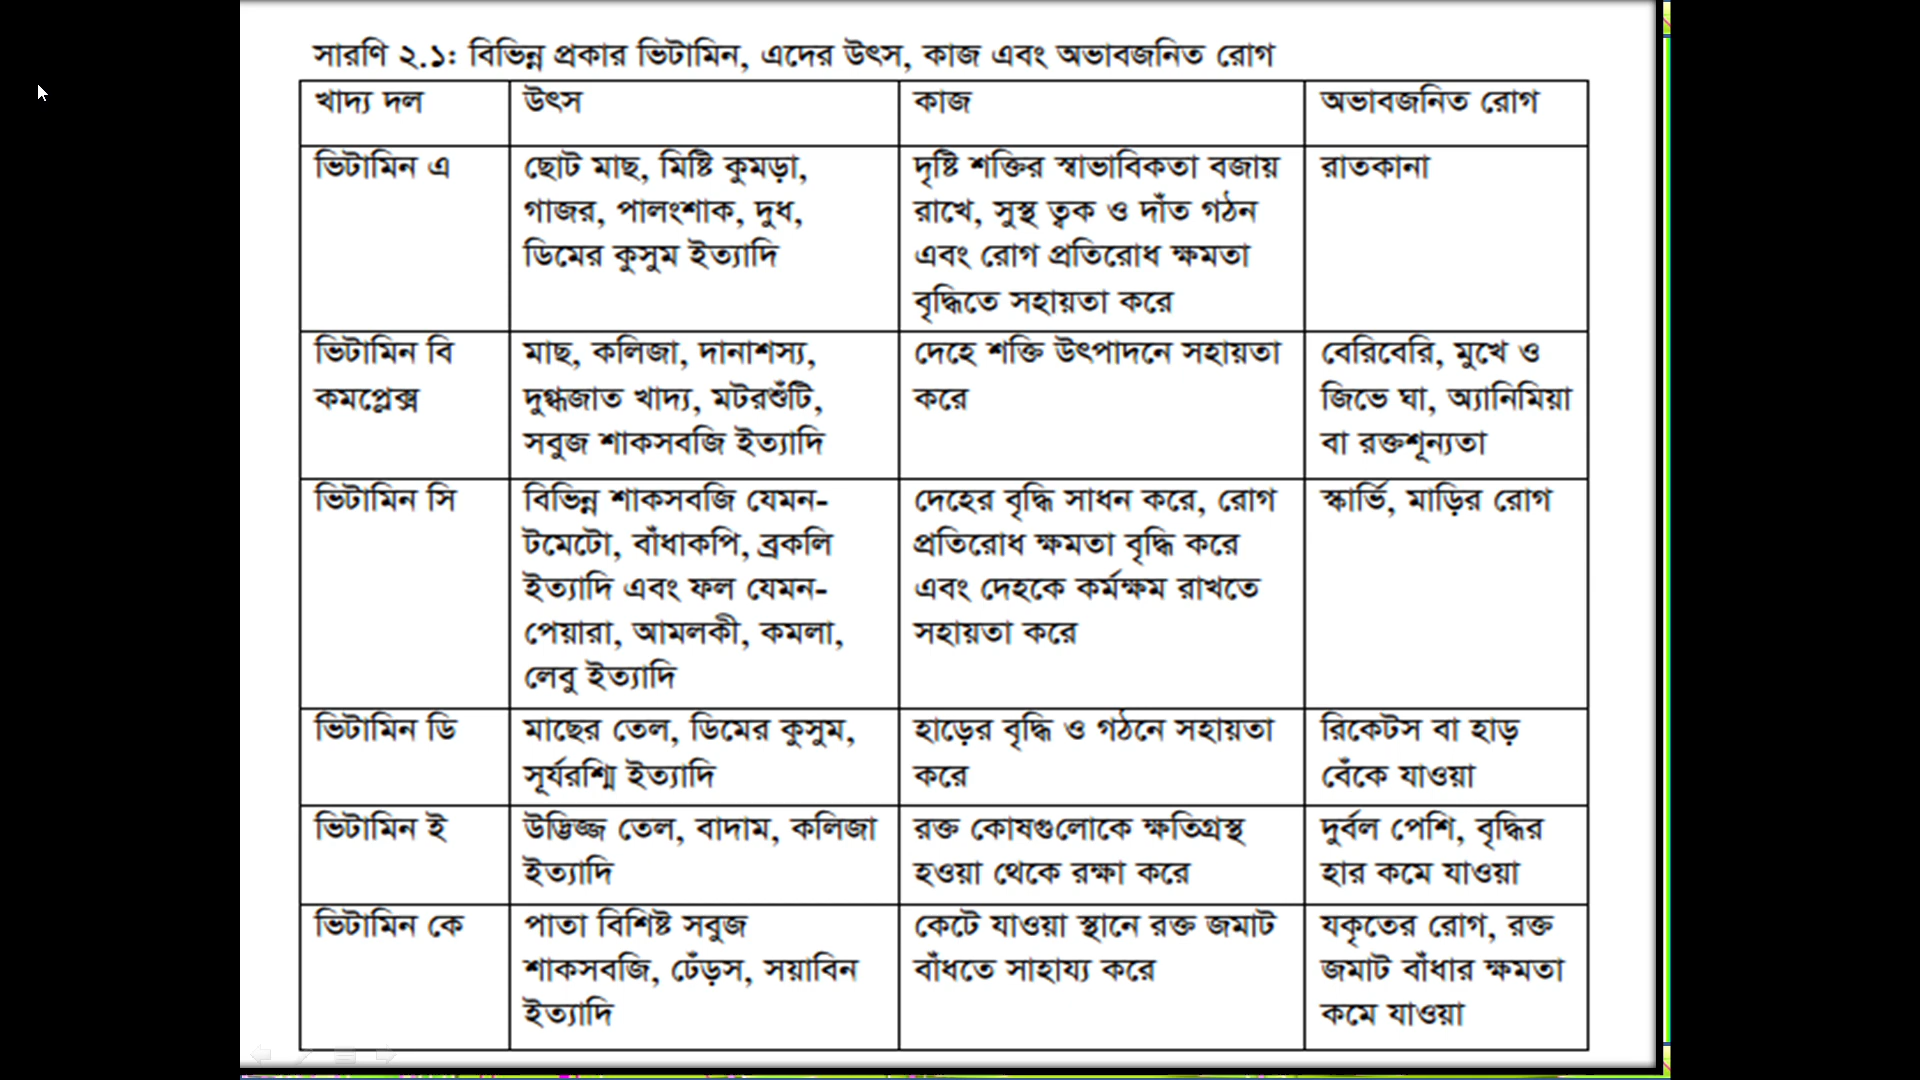 সারণি ২.১: বিভিন্ন প্রকার ভিটামিন, এদের উৎস, কাজ এবং অভাবজনিত রোগ
খাদ্য দল
উৎস
কাজ
অভাবজনিত রোগ
ভিটামিন এ
ছোট মাছ, মিষ্টি কুমড়া,
গাজর, পালংশাক, দুধ,
ডিমের কুসুম ইত্যাদি
দৃষ্টি শক্তির স্বাভাবিকতা বজায়
রাখে, সুস্থ ত্বক ও দাঁত গঠন
এবং রোগ প্রতিরোধ ক্ষমতা
বৃদ্ধিতে সহায়তা করে
রাতকানা
ভিটামিন বি
কমপ্লেক্স
মাছ, কলিজা, দানাশস্য,
দুগ্ধজাত খাদ্য, মটরশুঁটি,
সবুজ শাকসবজি ইত্যাদি
দেহে শক্তি উৎপাদনে সহায়তা
করে
বেরিবেরি, মুখে ও
জিভে ঘা, অ্যানিমিয়া
বা রক্তশূন্যতা
ভিটামিন সি
বিভিন্ন শাকসবজি যেমন-
টমেটো, বাঁধাকপি, ব্রকলি
ইত্যাদি এবং ফল যেমন-
পেয়ারা, আমলকী, কমলা,
লেবু ইত্যাদি
দেহের বৃদ্ধি সাধন করে, রোগ
প্রতিরোধ ক্ষমতা বৃদ্ধি করে
এবং দেহকে কর্মক্ষম রাখতে
সহায়তা করে
স্কার্ভি, মাড়ির রোগ
ভিটামিন ডি
মাছের তেল, ডিমের কুসুম,
সূর্যরশ্মি ইত্যাদি
হাড়ের বৃদ্ধি ও গঠনে সহায়তা
করে
রিকেটস বা হাড়
বেঁকে যাওয়া
ভিটামিন ই
উদ্ভিজ্জ তেল, বাদাম, কলিজা
ইত্যাদি
রক্ত কোষগুলোকে ক্ষতিগ্রস্থ
হওয়া থেকে রক্ষা করে
দুর্বল পেশি, বৃদ্ধির
হার কমে যাওয়া
ভিটামিন কে
পাতা বিশিষ্ট সবুজ
শাকসবজি, ঢেঁড়স, সয়াবিন
ইত্যাদি
কেটে যাওয়া স্থানে রক্ত জমাট
বাঁধতে সাহায্য করে
যকৃতের রোগ, রক্ত
জমাট বাঁধার ক্ষমতা
কমে যাওয়া